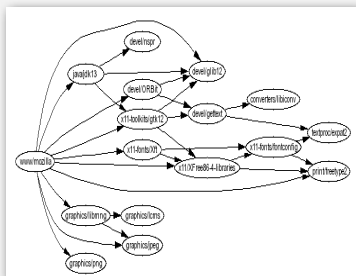 devel/nspr
java/jdk13
devel/glib12
devel/ORBit
converters/libiconv
x11-toolkits/gtk12
devel/gettext
textproc/expat2
x11-fonts/Xft
x11-fonts/fontconfig
www/mozilla
x11/XFree86-4-libraries
print/freetype2
graphics/libmng
graphics/lcms
graphics/jpeg
graphics/png